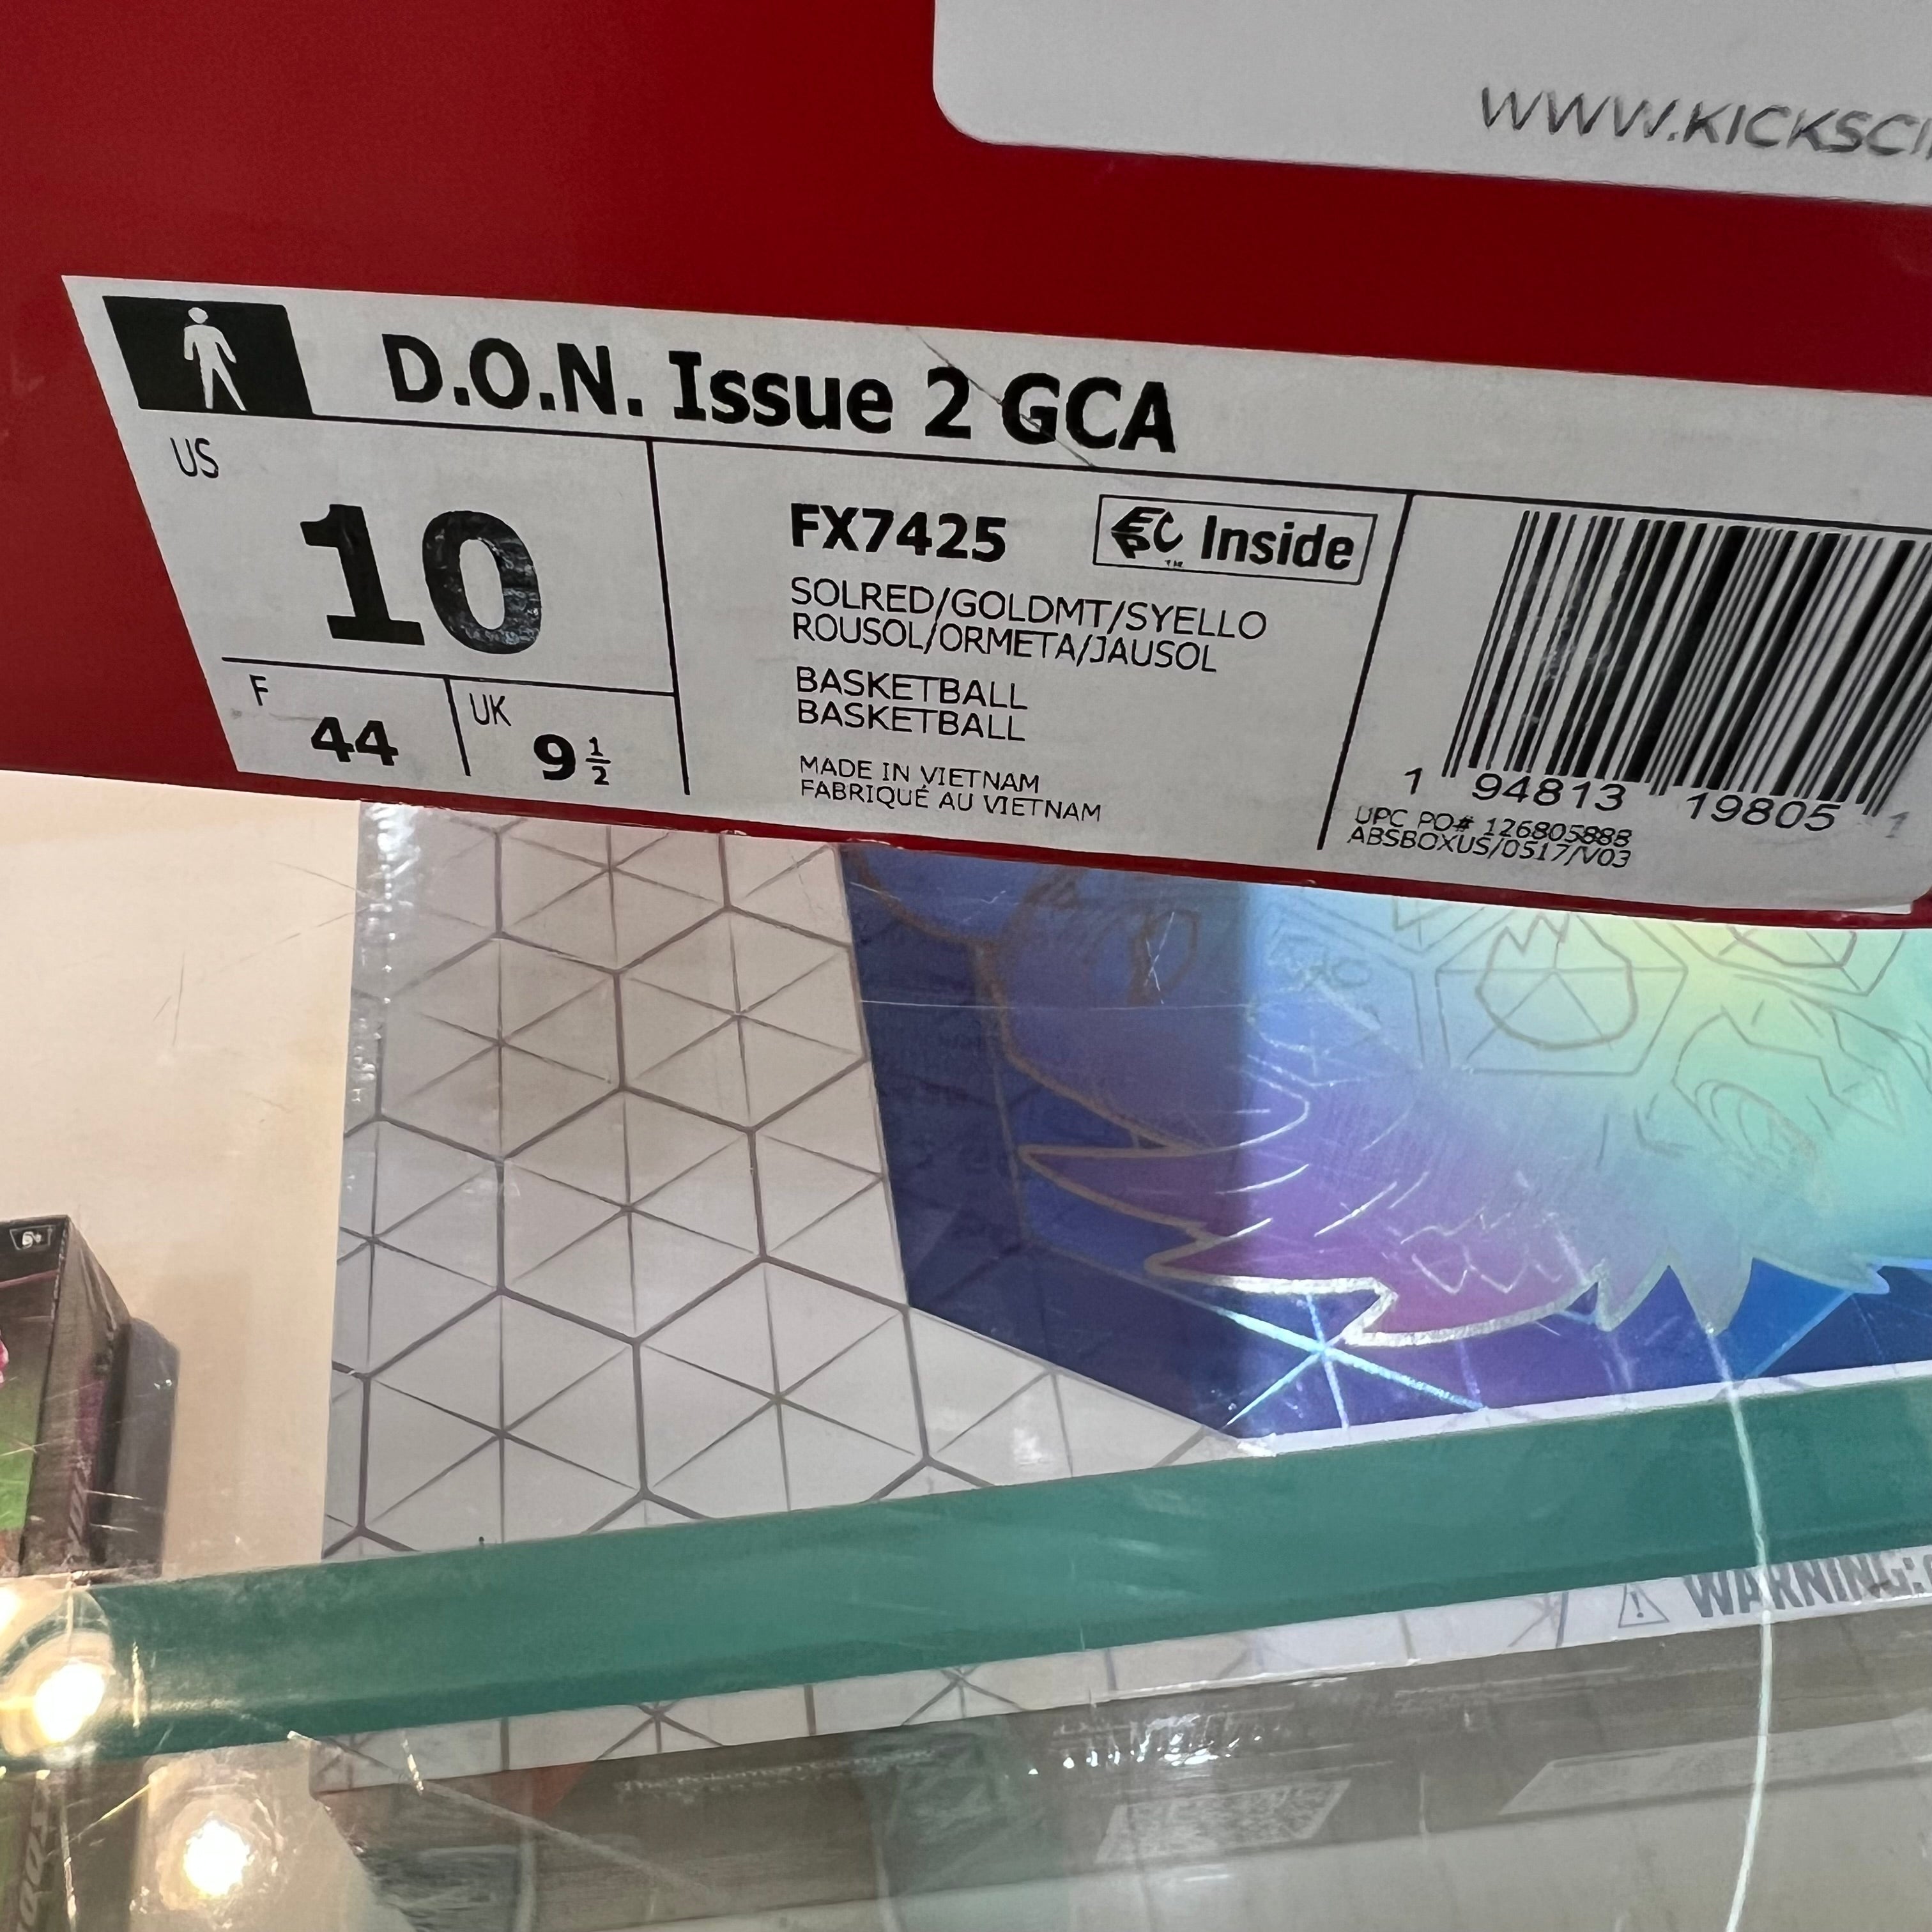 WWW.KICKSCI
D.O.N. Issue 2 GCA
US
10
F
44
UK
9 1/2
FX7425
EPC Inside
TM
SOLRED/GOLDMT/SYELLO
ROUSOL/ORMETA/JAUSOL
BASKETBALL
BASKETBALL
MADE IN VIETNAM
FABRIQUÉ AU VIETNAM
1 94813 19805 1
UPC PO# 126805888
ABSBOXUS/0517/V03
WARNING: